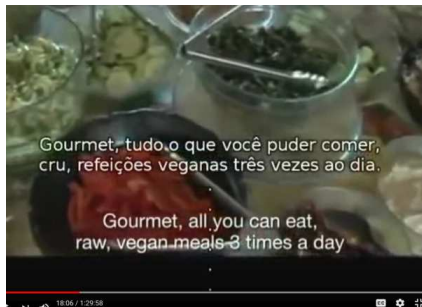 Gourmet, tudo o que você puder comer,
cru, refeições veganas três vezes ao dia.
Gourmet, all you can eat,
raw, vegan meals 3 times a day
18:06 / 1:29:58